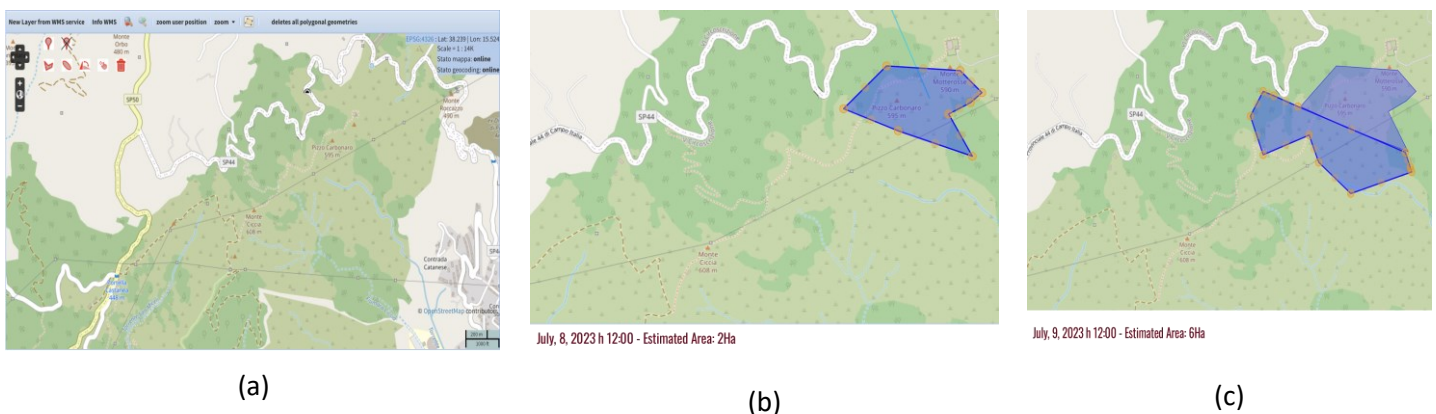 New Layer from WMS service Info WMS zoom user position zoom deletes all polygonal geometries
EPSG:4326 : Lat: 38.239 | Lon: 15.524
Scale = 1 : 14K
Stato mappa: online
Stato geocoding: online
Monte
Orbo
480 m
SP50
SP44
Pizzo Carbonaro
595 m
Monte
Ciccia
608 m
Monte
490 m
Contrada
Catanese
SP4
© OpenStreetMap contributors
SP44
Pizzo Carbonaro
595 m
Monte
590 m
Monte
Ciccia
608 m
July, 8, 2023 h 12:00 - Estimated Area: 2Ha
SP44
Pizzo Carbonaro
Monte
Monte
Ciccia
608 m
July, 9, 2023 h 12:00 - Estimated Area: 6Ha
(a)
(b)
(c)